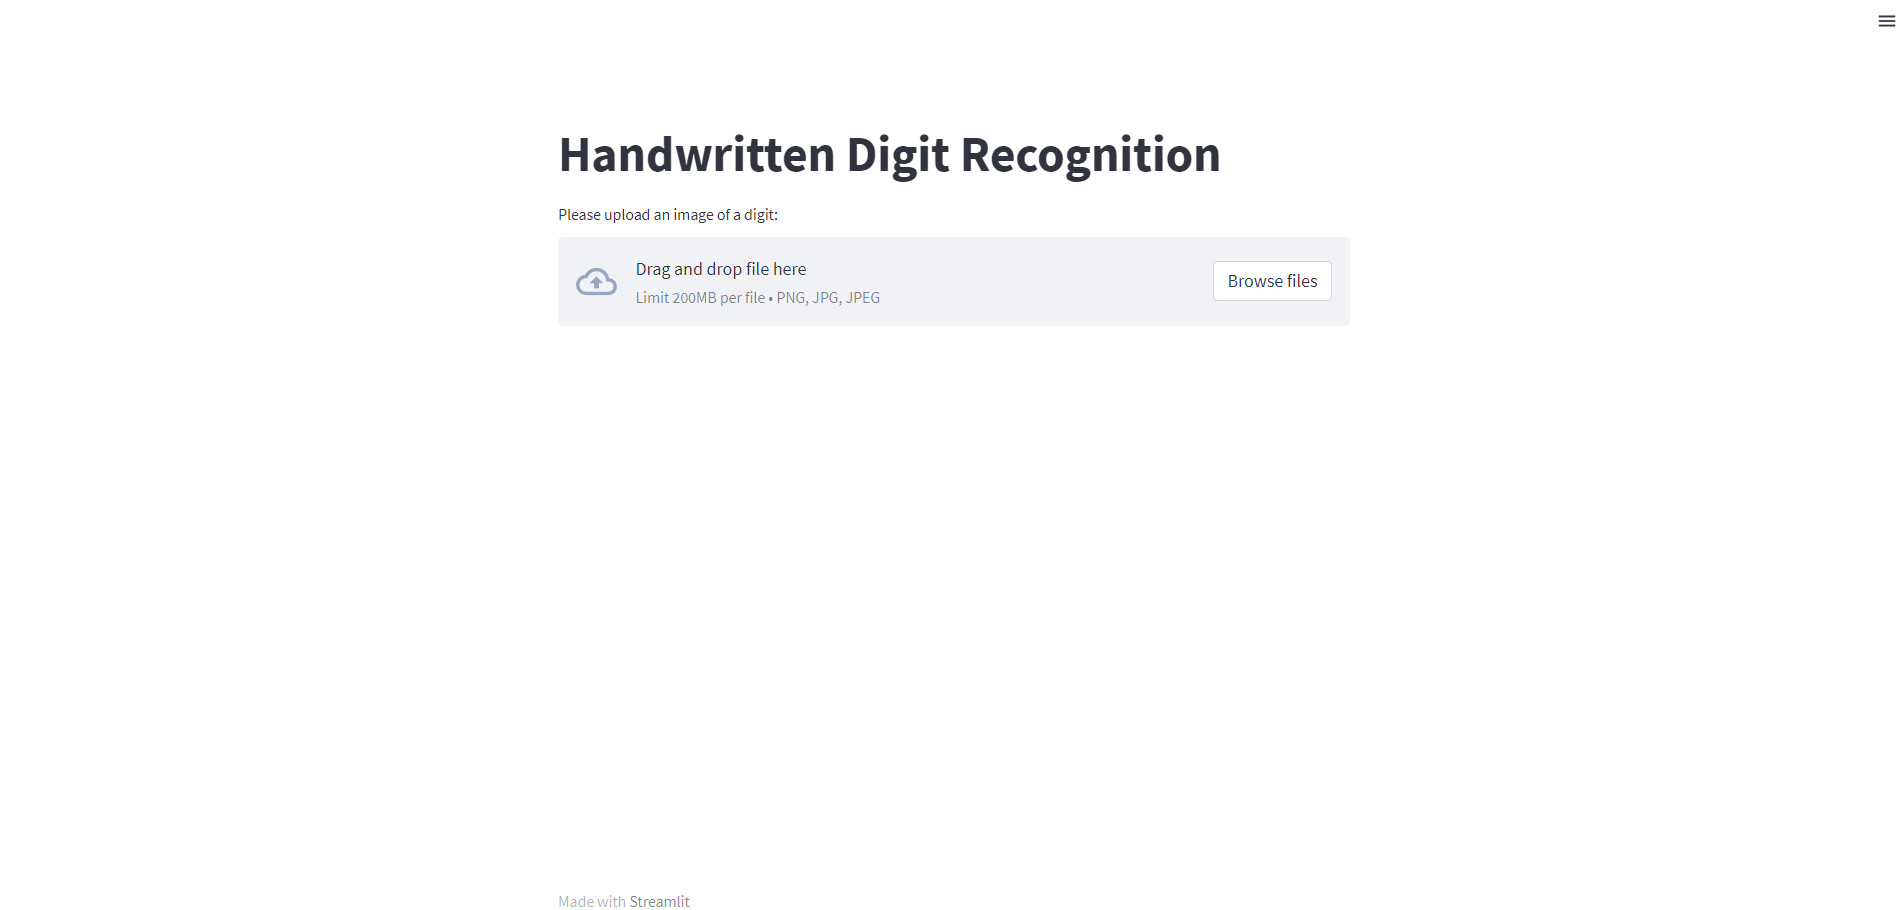 Handwritten Digit Recognition
Please upload an image of a digit:
Drag and drop file here
Limit 200MB per file • PNG, JPG, JPEG
Browse files
Made with Streamlit